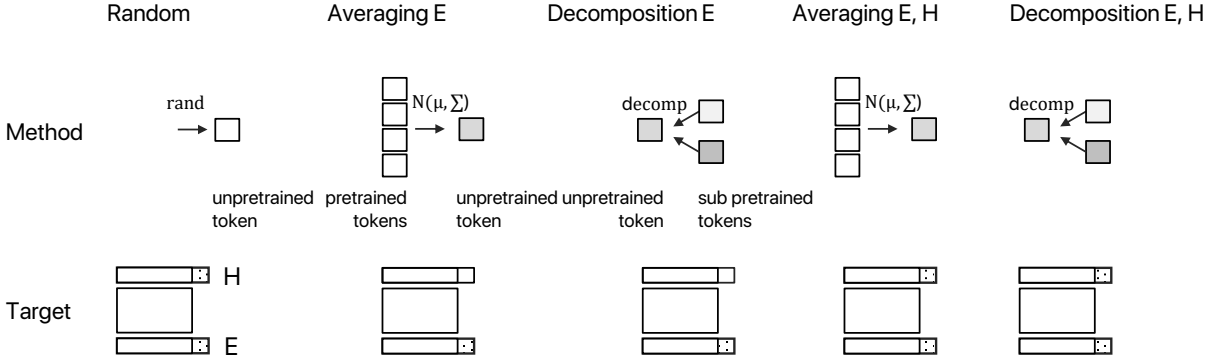 Random Averaging E Decomposition E Averaging E, H Decomposition E, H
rand N(μ,∑) decomp N(μ,∑) decomp
Method
unpretrained pretrained unpretrained unpretrained sub pretrained
token tokens token token tokens
H
Target
E